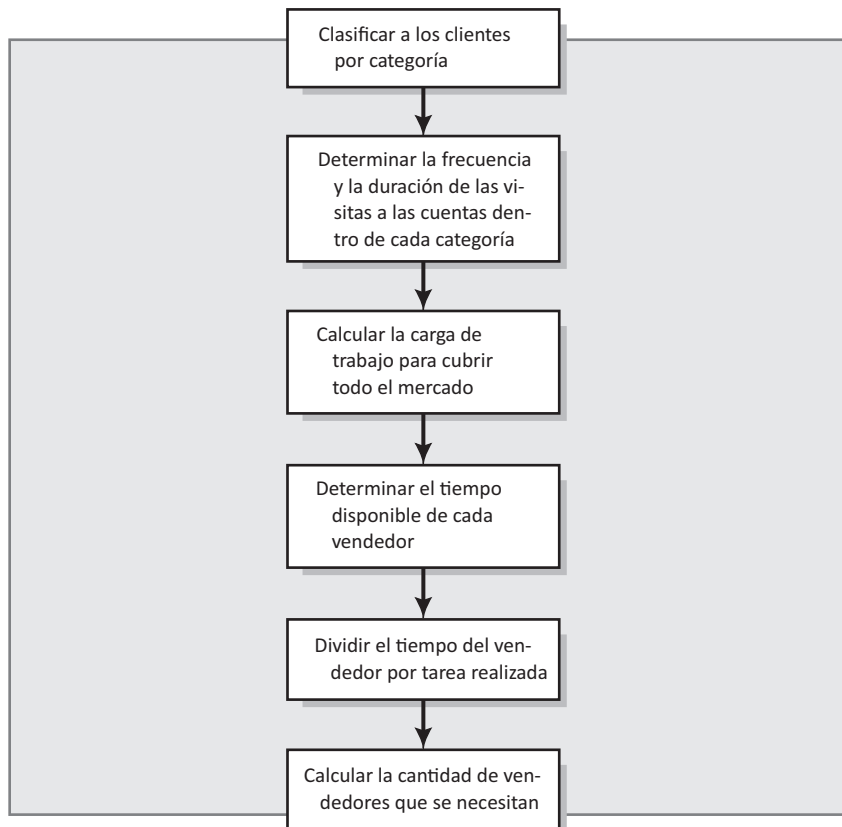 Clasificar a los clientes
por categoría
Determinar la frecuencia
y la duración de las vi-
sitas a las cuentas den-
tro de cada categoría
Calcular la carga de
trabajo para cubrir
todo el mercado
Determinar el tiempo
disponible de cada
vendedor
Dividir el tiempo del ven-
dedor por tarea realizada
Calcular la cantidad de ven-
dedores que se necesitan